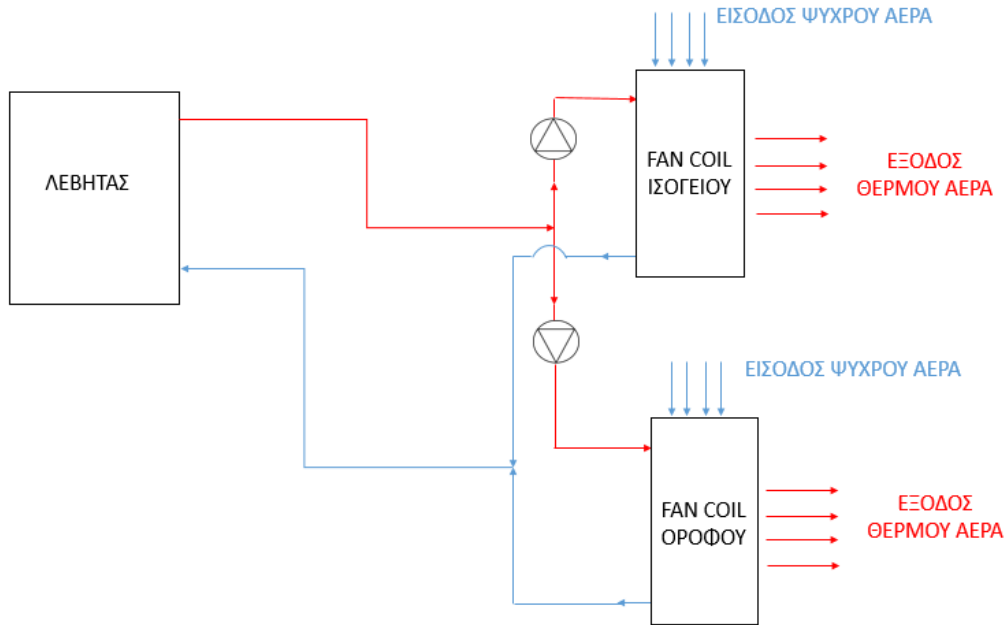 ΕΙΣΟΔΟΣ ΨΥΧΡΟΥ ΑΕΡΑ
ΛΕΒΗΤΑΣ
FAN COIL
ΙΣΟΓΕΙΟΥ
ΕΞΟΔΟΣ
ΘΕΡΜΟΥ ΑΕΡΑ
ΕΙΣΟΔΟΣ ΨΥΧΡΟΥ ΑΕΡΑ
FAN COIL
ΟΡΟΦΟΥ
ΕΞΟΔΟΣ
ΘΕΡΜΟΥ ΑΕΡΑ